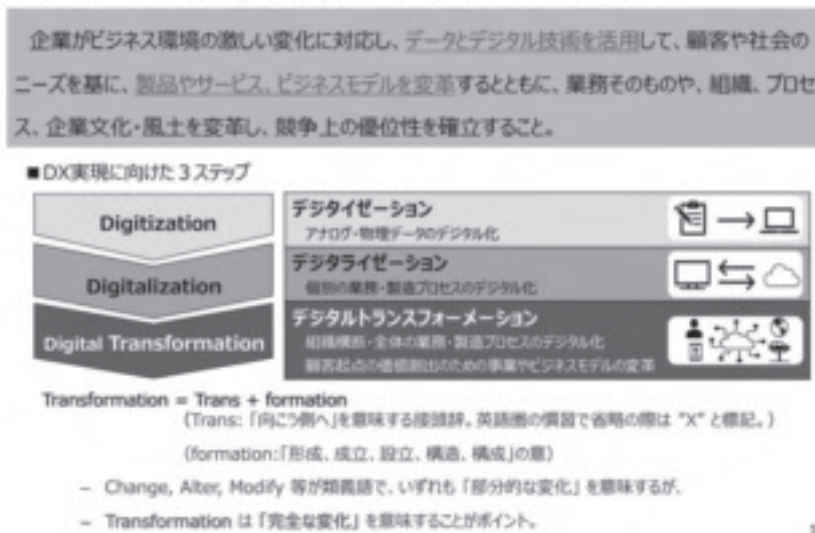 企業がビジネス環境の激しい変化に対応し、データとデジタル技術を活用して、顧客や社会の
ニーズを基に、製品やサービス、ビジネスモデルを変革するとともに、業務そのものや、組織、プロセ
ス、企業文化・風土を変革し、競争上の優位性を確立すること。
■DX実現に向けた3ステップ
Digitization
デジタイゼーション
アナログ・物理データのデジタル化
Digitalization
デジタライゼーション
個別の業務・製造プロセスのデジタル化
Digital Transformation
デジタルトランスフォーメーション
組織横断・全体の業務・製造プロセスのデジタル化
顧客起点の価値創出のための事業やビジネスモデルの変革
Transformation = Trans + formation
(Trans: 「向こう側へ」を意味する接頭辞。英語圏の慣習で省略の際は "X" と標記。)
(formation:「形成、成立、設立、構造、構成」の意)
– Change, Alter, Modify 等が類義語で、いずれも「部分的な変化」を意味するが、
– Transformation は「完全な変化」を意味することがポイント。